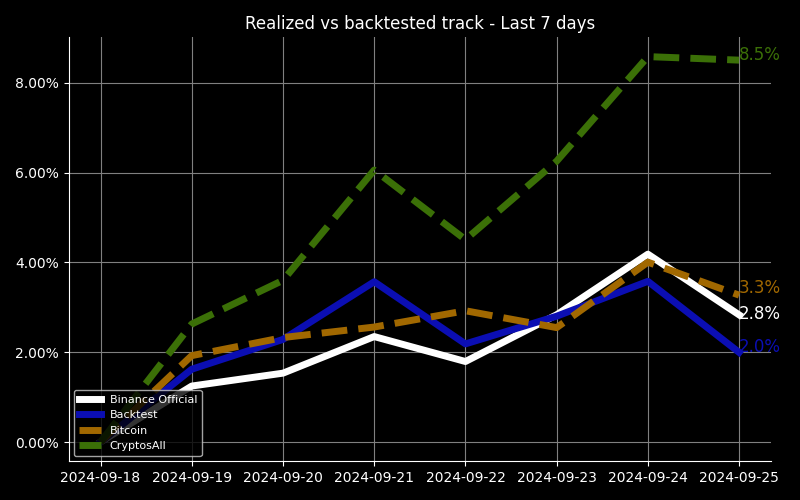 Realized vs backtested track - Last 7 days
8.5%
8.00%
6.00%
4.00%
3.3%
2.8%
2.0%
2.00%
Binance Official
Backtest
Bitcoin
CryptosAll
0.00%
2024-09-18 2024-09-19 2024-09-20 2024-09-21 2024-09-22 2024-09-23 2024-09-24 2024-09-25